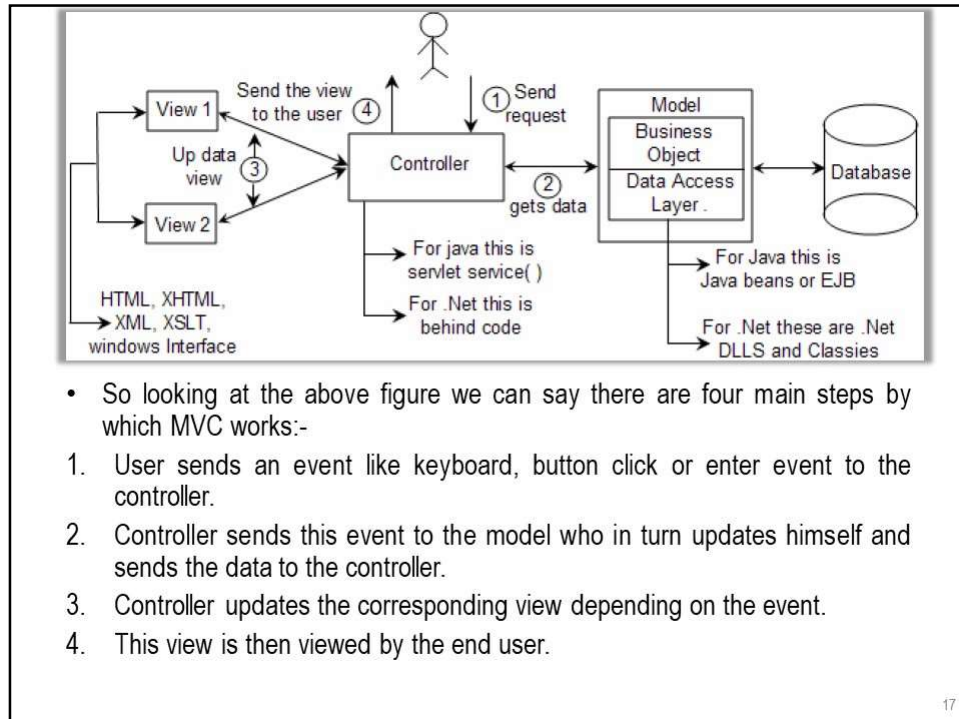 Send the view
to the user
4
1
Send
request
View 1
Up data
view
3
View 2
Controller
2
gets data
Model
Business
Object
Data Access
Layer .
Database
For java this is
servlet service( )
For .Net this is
behind code
For Java this is
Java beans or EJB
For .Net these are .Net
DLLS and Classies
HTML, XHTML,
XML, XSLT,
windows Interface
• So looking at the above figure we can say there are four main steps by
which MVC works:-
1. User sends an event like keyboard, button click or enter event to the
controller.
2. Controller sends this event to the model who in turn updates himself and
sends the data to the controller.
3. Controller updates the corresponding view depending on the event.
4. This view is then viewed by the end user.
17